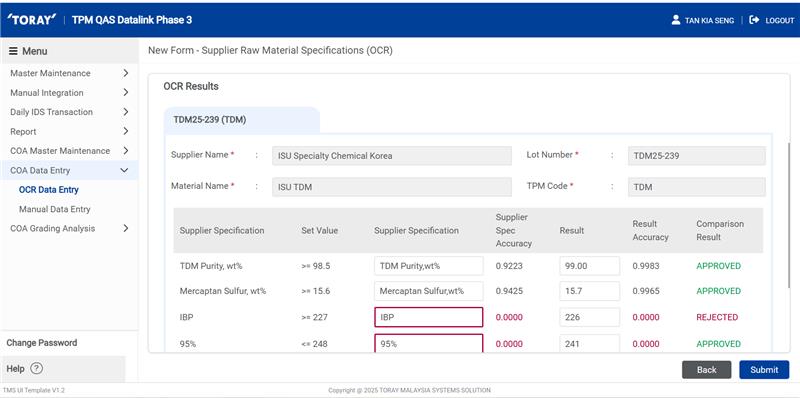 'TORAY' TPM QAS Datalink Phase 3 TAN KIA SENG LOGOUT
Menu
New Form - Supplier Raw Material Specifications (OCR)
Master Maintenance
Manual Integration
Daily IDS Transaction
Report
COA Master Maintenance
COA Data Entry
OCR Data Entry
Manual Data Entry
COA Grading Analysis
Change Password
Help ?
OCR Results
TDM25-239 (TDM)
Supplier Name * : ISU Specialty Chemical Korea Lot Number * : TDM25-239
Material Name * : ISU TDM TPM Code * : TDM
Supplier Specification Set Value Supplier Specification Supplier Spec Accuracy Result Result Accuracy Comparison Result
TDM Purity, wt% >= 98.5 TDM Purity,wt% 0.9223 99.00 0.9983 APPROVED
Mercaptan Sulfur, wt% >= 15.6 Mercaptan Sulfur,wt% 0.9425 15.7 0.9965 APPROVED
IBP >= 227 IBP 0.0000 226 0.0000 REJECTED
95% <= 248 95% 0.0000 241 0.0000 APPROVED
Back Submit
TMS UI Template V1.2 Copyright @ 2025 TORAY MALAYSIA SYSTEMS SOLUTION